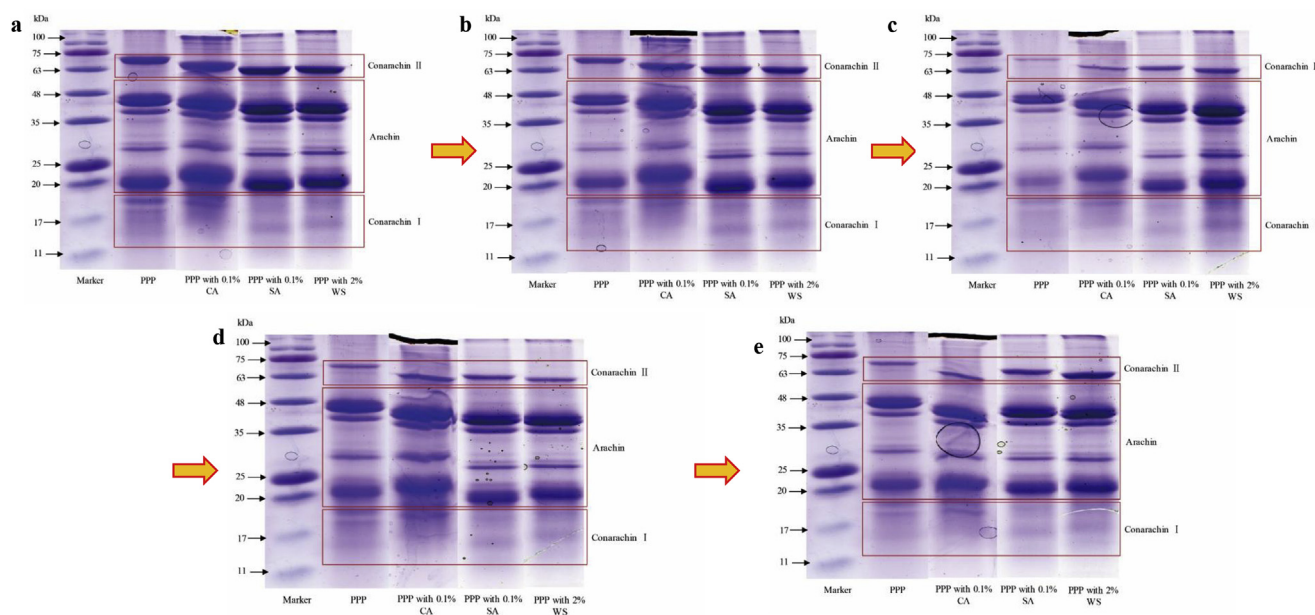 a
kDa
100
75
63
48
35
25
20
17
11
Conarachin Ⅱ
Arachin
Conarachin Ⅰ
Marker
PPP
PPP with 0.1%
CA
PPP with 0.1%
SA
PPP with 2%
WS
b
kDa
100
75
63
48
35
25
20
17
11
Conarachin Ⅱ
Arachin
Conarachin Ⅰ
Marker
PPP
PPP with 0.1%
CA
PPP with 0.1%
SA
PPP with 2%
WS
c
kDa
100
75
63
48
35
25
20
17
11
Conarachin
Arachin
Conarachin
Marker
PPP
PPP with 0.1%
CA
PPP with 0.1%
SA
PPP with 2%
WS
d
kDa
100
75
63
48
35
25
20
17
11
Conarachin Ⅱ
Arachin
Conarachin Ⅰ
Marker
PPP
PPP with 0.1%
CA
PPP with 0.1%
SA
PPP with 2%
WS
e
kDa
100
75
63
48
35
25
20
17
11
Conarachin Ⅱ
Arachin
Conarachin Ⅰ
Marker
PPP
PPP with 0.1%
CA
PPP with 0.1%
SA
PPP with 2%
WS